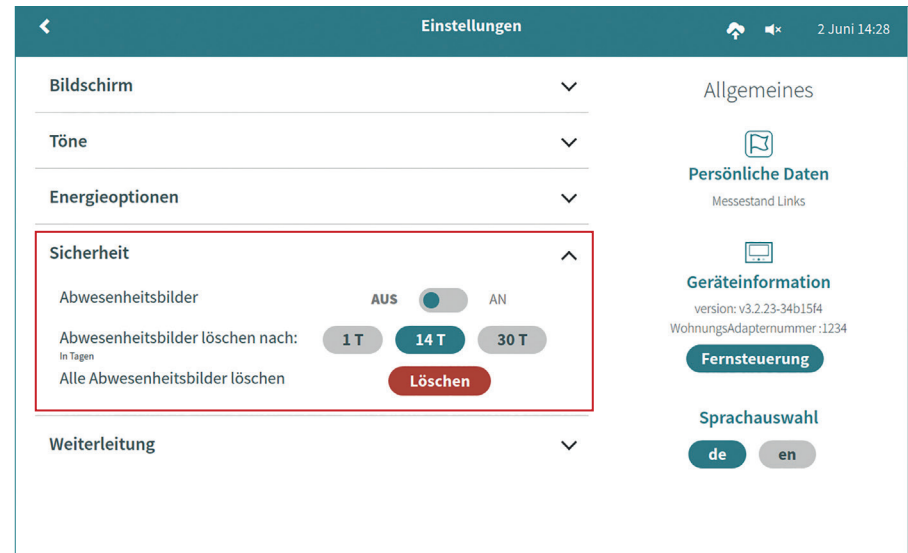 Einstellungen
2 Juni 14:28
Bildschirm
Töne
Energieoptionen
Sicherheit
Abwesenheitsbilder AUS AN
Abwesenheitsbilder löschen nach: 1 T 14 T 30 T
In Tagen
Alle Abwesenheitsbilder löschen Löschen
Weiterleitung
Allgemeines
Persönliche Daten
Messestand Links
Geräteinformation
version: v3.2.23-34b15f4
WohnungsAdapternummer :1234
Fernsteuerung
Sprachauswahl
de en